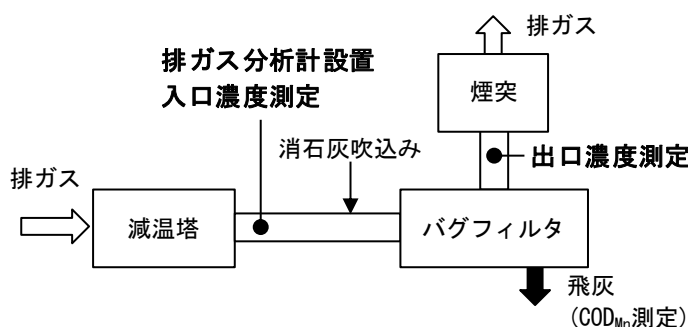 排ガス
排ガス分析計設置
入口濃度測定
煙突
消石灰吹込み
出口濃度測定
排ガス
減温塔
バグフィルタ
飛灰
(CODMn測定)